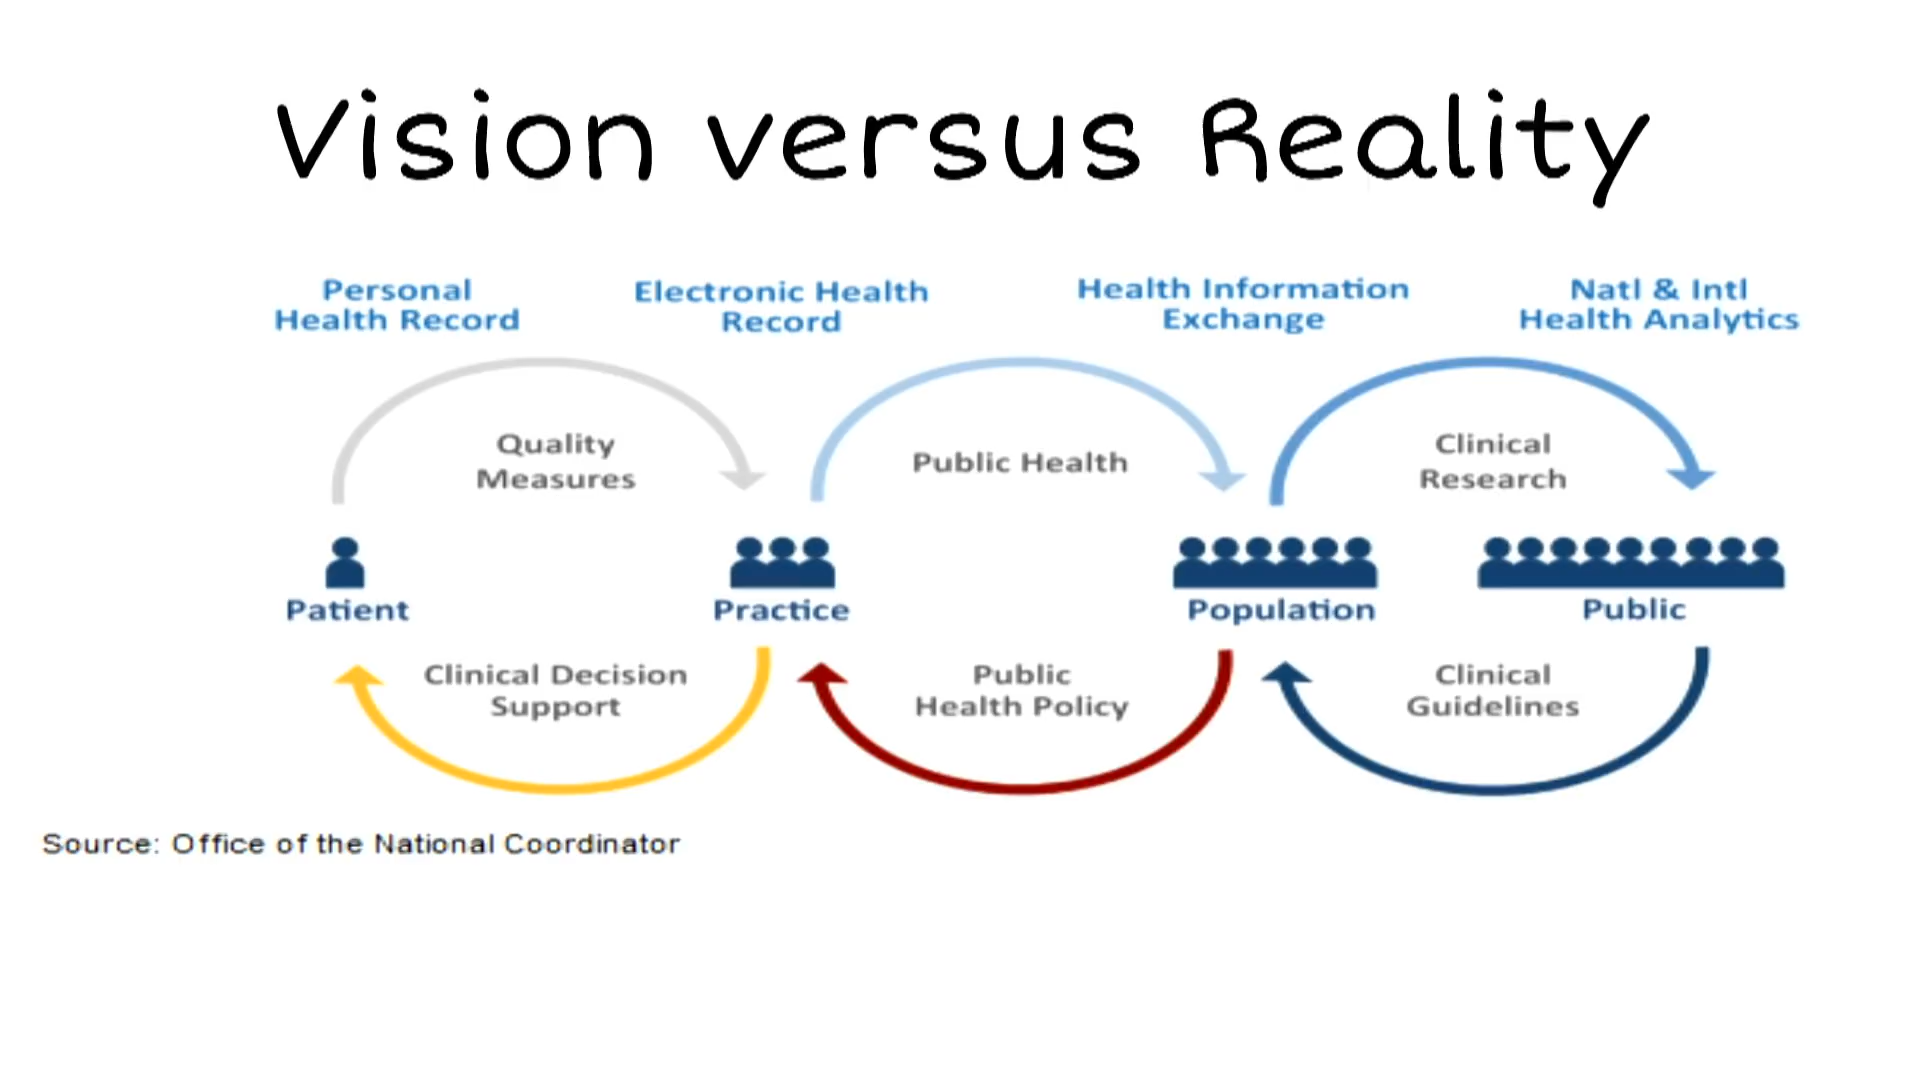 Vision versus Reality
Personal
Health Record
Electronic Health
Record
Health Information
Exchange
Natl & Intl
Health Analytics
Quality
Measures
Public Health
Clinical
Research
Patient
Practice
Population
Public
Clinical Decision
Support
Public
Health Policy
Clinical
Guidelines
Source: Office of the National Coordinator